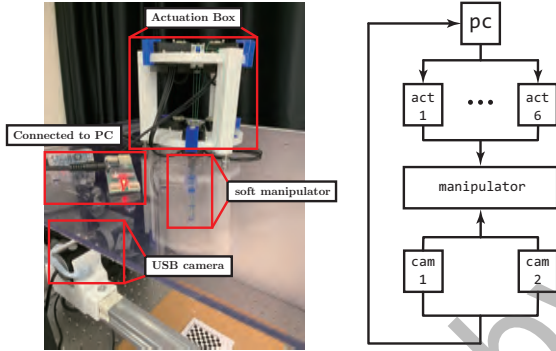 Actuation Box
Connected to PC
soft manipulator
USB camera
pc
act
1
act
6
manipulator
cam
1
cam
2